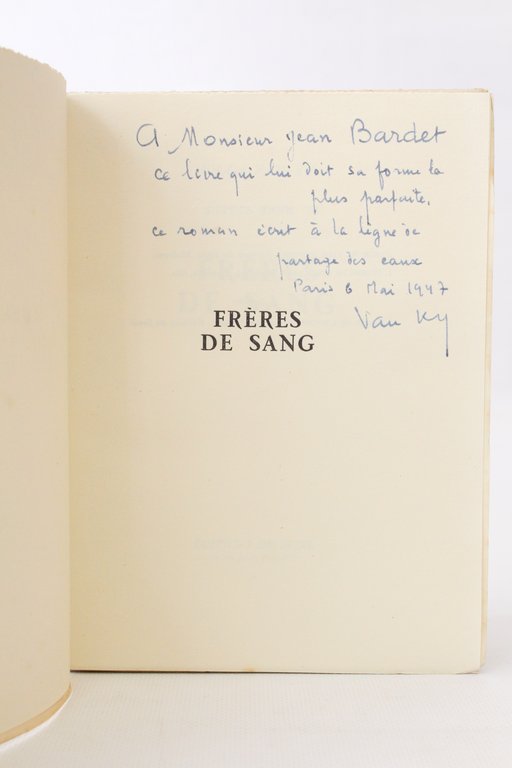 A Monsieur Jean Bardet
ce livre qui lui doit sa forme la
plus parfaite,
ce roman écrit à la ligne de
partage des eaux
Paris 6 Mai 1947
Van Ky
FRÈRES
DE SANG